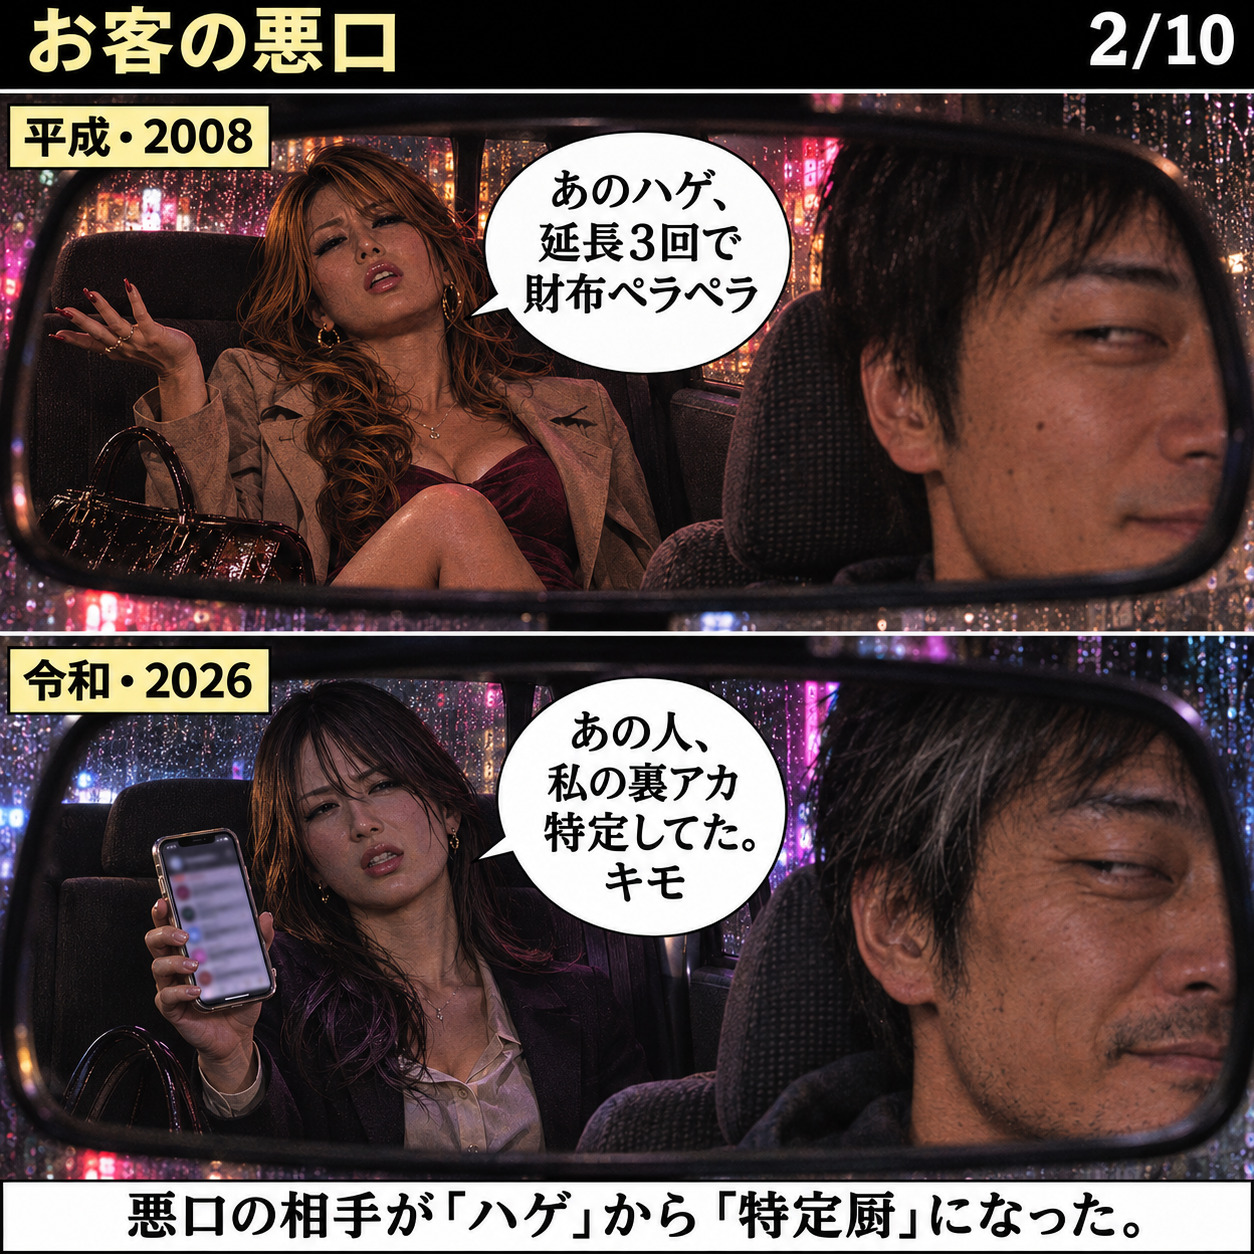 お客の悪口
2/10
平成・2008
あのハゲ、
延長3回で
財布ペラペラ
令和・2026
あの人、
私の裏アカ
特定してた。
キモ
悪口の相手が「ハゲ」から「特定厨」になった。